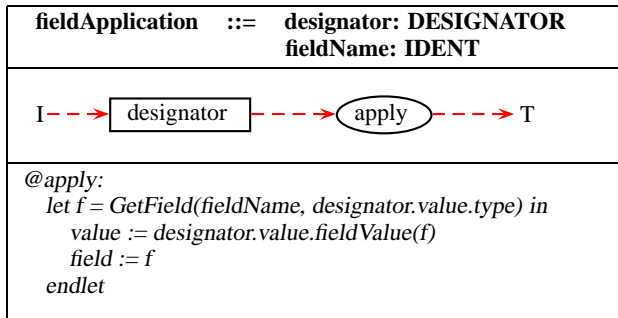 fieldApplication ::= designator: DESIGNATOR
fieldName: IDENT
I designator apply T
@apply:
let f = GetField(fieldName, designator.value.type) in
value := designator.value.fieldValue(f)
field := f
endlet